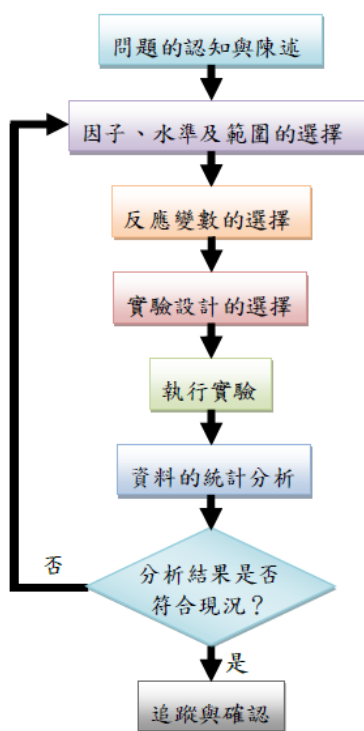 問題的認知與陳述
因子、水準及範圍的選擇
反應變數的選擇
實驗設計的選擇
執行實驗
資料的統計分析
分析結果是否
符合現況？
否
是
追蹤與確認